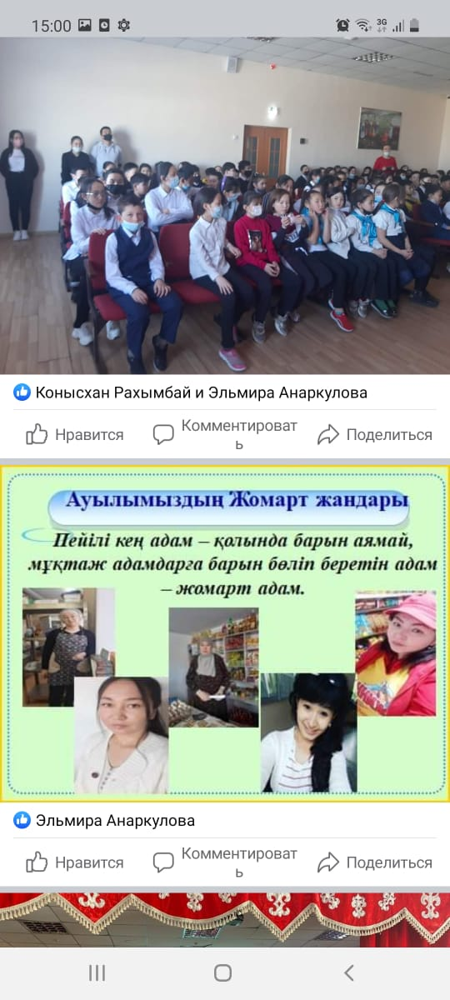 15:00
3G
Конысхан Рахымбай и Эльмира Анаркулова
Нравится
Комментироват
ь
Поделиться
Ауылымыздың Жомарт жандары
Пейілі кең адам – қолында барын аямай,
мұқтаж адамдарға барын бөліп беретін адам
– жомарт адам.
Эльмира Анаркулова
Нравится
Комментироват
ь
Поделиться